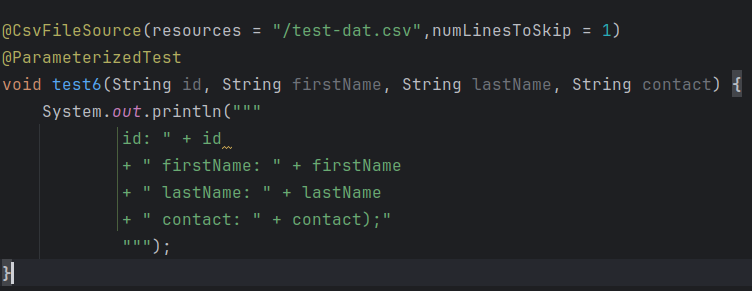 @CsvFileSource(resources = "/test-dat.csv",numLinesToSkip = 1)
@ParameterizedTest
void test6(String id, String firstName, String lastName, String contact) {
    System.out.println("""
            id: " + id
            + " firstName: " + firstName
            + " lastName: " + lastName
            + " contact: " + contact);"
            """);
}